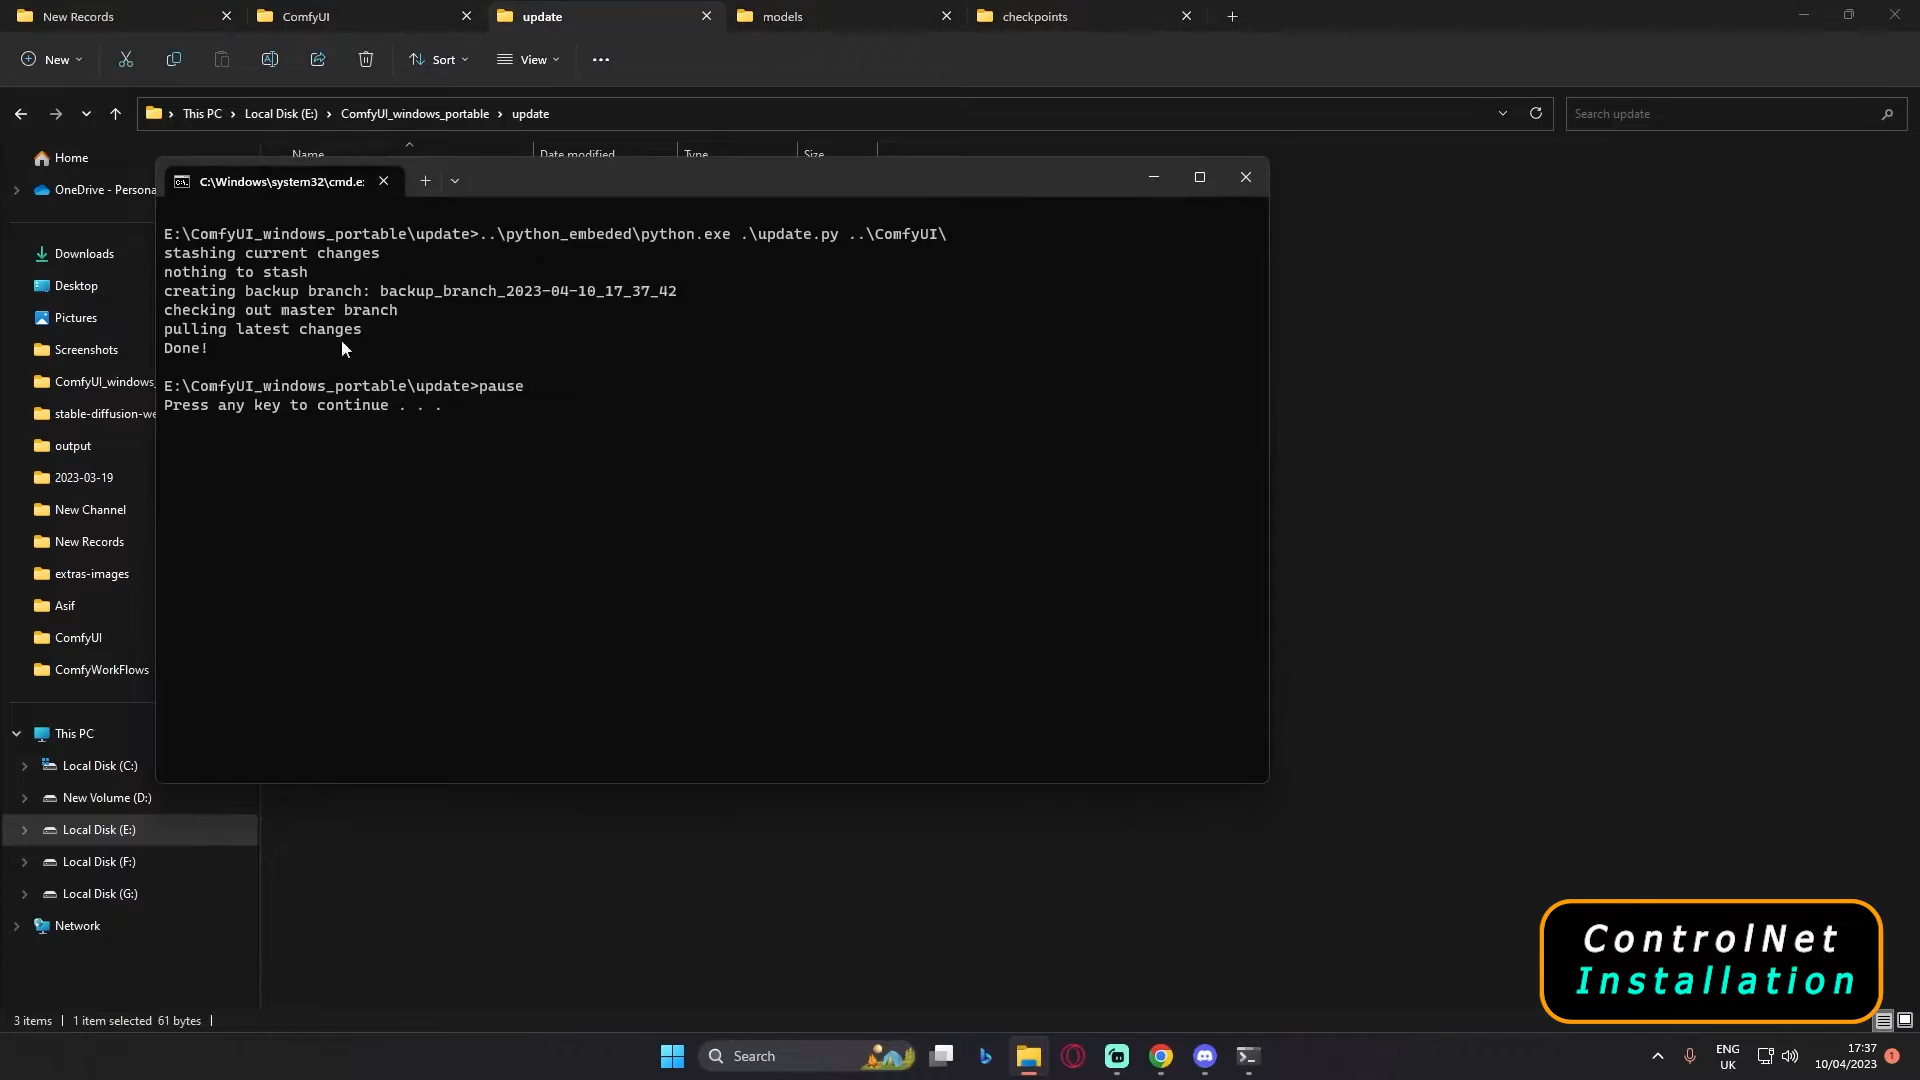 New Records
ComfyUI
update
models
checkpoints
New
Sort
View
This PC
Local Disk (E:)
ComfyUI_windows_portable
update
Search update
Name
Date modified
Type
Size
Home
OneDrive - Persona
Downloads
Desktop
Pictures
Screenshots
ComfyUI_windows_
stable-diffusion-we
output
2023-03-19
New Channel
New Records
extras-images
Asif
ComfyUI
ComfyWorkFlows
This PC
Local Disk (C:)
New Volume (D:)
Local Disk (E:)
Local Disk (F:)
Local Disk (G:)
Network
C:\Windows\system32\cmd.e:
E:\ComfyUI_windows_portable\update>..\python_embeded\python.exe .\update.py ..\ComfyUI\
stashing current changes
nothing to stash
creating backup branch: backup_branch_2023-04-10_17_37_42
checking out master branch
pulling latest changes
Done!
E:\ComfyUI_windows_portable\update>pause
Press any key to continue . . .
ControlNet
Installation
3 items
1 item selected 61 bytes
Search
ENG
UK
17:37
10/04/2023
1